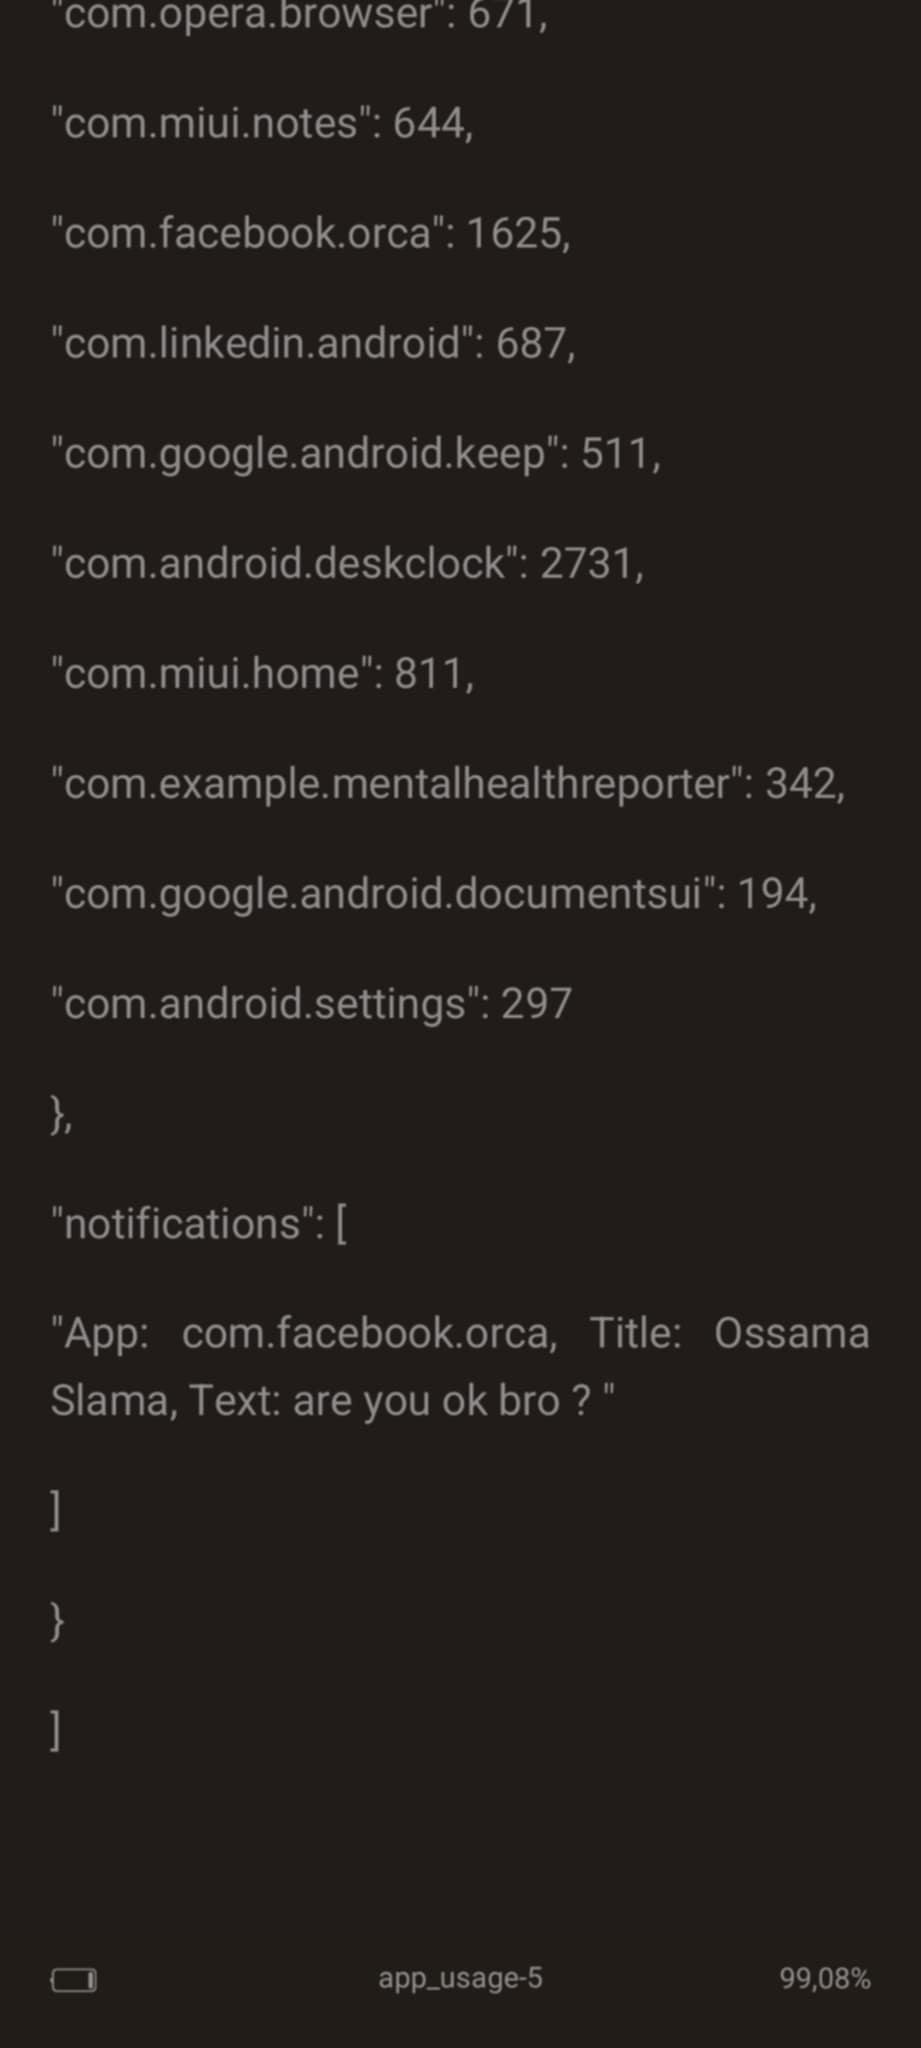 "com.opera.browser": 671,
"com.miui.notes": 644,
"com.facebook.orca": 1625,
"com.linkedin.android": 687,
"com.google.android.keep": 511,
"com.android.deskclock": 2731,
"com.miui.home": 811,
"com.example.mentalhealthreporter": 342,
"com.google.android.documentsui": 194,
"com.android.settings": 297
},
"notifications": [
"App: com.facebook.orca, Title: Ossama
Slama, Text: are you ok bro ? "
]
}
]
app_usage-5
99,08%